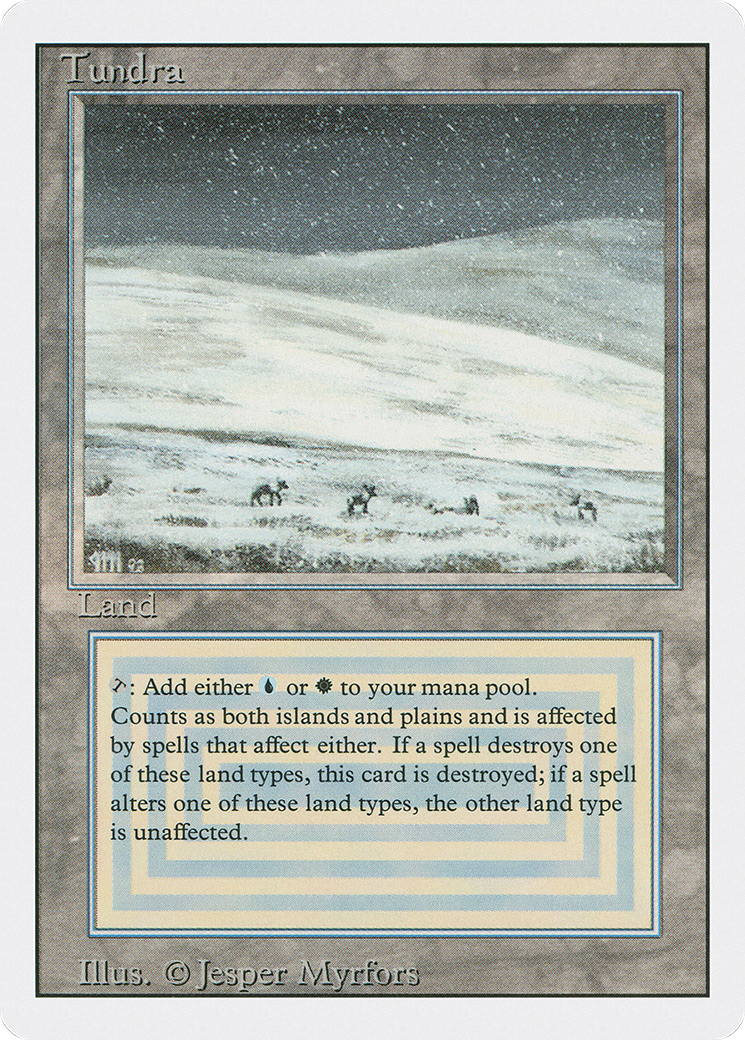 Tundra
JM 93
Land
: Add either or to your mana pool.
Counts as both islands and plains and is affected
by spells that affect either. If a spell destroys one
of these land types, this card is destroyed; if a spell
alters one of these land types, the other land type
is unaffected.
Illus. © Jesper Myrfors